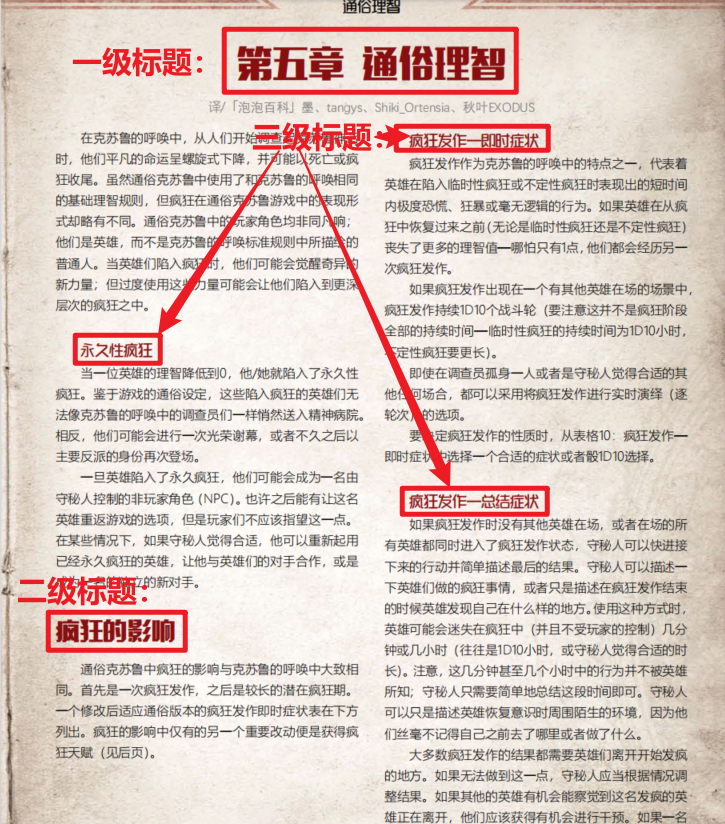 通俗理智
一级标题：
第五章 通俗理智
译/「泡泡百科」墨、tangys、Shiki_Ortensia、秋叶EXODUS
三级标题：
在克苏鲁的呼唤中，从人们开始
时，他们平凡的命运呈螺旋式下降，并可能以死亡或疯
狂收尾。虽然通俗克苏鲁中使用了和克苏鲁的呼唤相同
的基础理智规则，但疯狂在通俗克苏鲁游戏中的表现形
式却略有不同。通俗克苏鲁中的玩家角色均非同凡响；
他们是英雄，而不是克苏鲁的呼唤标准规则中所描绘的
普通人。当英雄们陷入疯狂时，他们可能会觉醒奇异的
新力量；但过度使用这些力量可能会让他们陷入到更深
层次的疯狂之中。
永久性疯狂
当一位英雄的理智降低到0，他/她就陷入了永久性
疯狂。鉴于游戏的通俗设定，这些陷入疯狂的英雄们无
法像克苏鲁的呼唤中的调查员们一样悄然送入精神病院。
相反，他们可能会进行一次光荣谢幕，或者不久之后以
主要反派的身份再次登场。
一旦英雄陷入了永久疯狂，他们可能会成为一名由
守秘人控制的非玩家角色（NPC）。也许之后能有让这名
英雄重返游戏的选项，但是玩家们不应该指望这一点。
在某些情况下，如果守秘人觉得合适，他可以重新起用
已经永久疯狂的英雄，让他与英雄们的对手合作，或是
立的新对手。
二级标题：
疯狂的影响
通俗克苏鲁中疯狂的影响与克苏鲁的呼唤中大致相
同。首先是一次疯狂发作，之后是较长的潜在疯狂期。
一个修改后适应通俗版本的疯狂发作即时症状表在下方
列出。疯狂的影响中仅有的另一个重要改动便是获得疯
狂天赋（见后页）。
疯狂发作—即时症状
疯狂发作作为克苏鲁的呼唤中的特点之一，代表着
英雄在陷入临时性疯狂或不定性疯狂时表现出的短时间
内极度恐慌、狂暴或毫无逻辑的行为。如果英雄在从疯
狂中恢复过来之前（无论是临时性疯狂还是不定性疯狂）
丧失了更多的理智值—哪怕只有1点，他们都会经历另一
次疯狂发作。
如果疯狂发作出现在一个有其他英雄在场的场景中，
疯狂发作持续1D10个战斗轮（要注意这并不是疯狂阶段
全部的持续时间—临时性疯狂的持续时间为1D10小时，
不定性疯狂要更长）。
即使在调查员孤身一人或者是守秘人觉得合适的其
他任何场合，都可以采用将疯狂发作进行实时演绎（逐
轮次）的选项。
要决定疯狂发作的性质时，从表格10：疯狂发作—
即时症状中选择一个合适的症状或者骰1D10选择。
疯狂发作—总结症状
如果疯狂发作时没有其他英雄在场，或者在场的所
有英雄都同时进入了疯狂发作状态，守秘人可以快进接
下来的行动并简单描述最后的结果。守秘人可以描述一
下英雄们做的疯狂事情，或者只是描述在疯狂发作结束
的时候英雄发现自己在什么样的地方。使用这种方式时，
英雄可能会迷失在疯狂中（并且不受玩家的控制）几分
钟或几小时（往往是1D10小时，或守秘人觉得合适的时
长）。注意，这几分钟甚至几个小时中的行为并不被英雄
所知；守秘人只需要简单地总结这段时间即可。守秘人
可以只是描述英雄恢复意识时周围陌生的环境，因为他
们丝毫不记得自己之前去了哪里或者做了什么。
大多数疯狂发作的结果都需要英雄们离开开始发疯
的地方。如果无法做到这一点，守秘人应当根据情况调
整结果。如果其他的英雄有机会能察觉到这名发疯的英
雄正在离开，他们应该获得有机会进行干预。如果一名